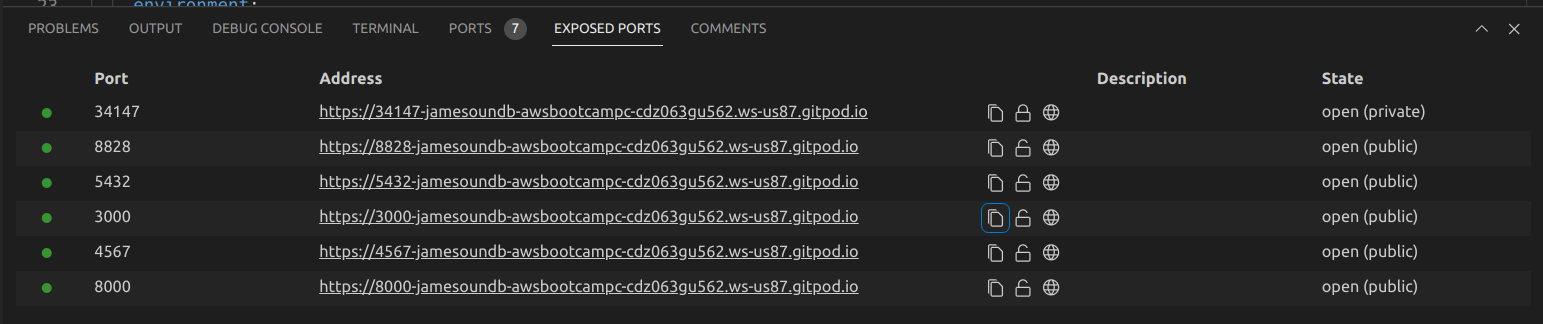 23 environment:
PROBLEMS OUTPUT DEBUG CONSOLE TERMINAL PORTS 7 EXPOSED PORTS COMMENTS
Port Address Description State
34147 https://34147-jamesoundb-awsbootcampc-cdz063gu562.ws-us87.gitpod.io open (private)
8828 https://8828-jamesoundb-awsbootcampc-cdz063gu562.ws-us87.gitpod.io open (public)
5432 https://5432-jamesoundb-awsbootcampc-cdz063gu562.ws-us87.gitpod.io open (public)
3000 https://3000-jamesoundb-awsbootcampc-cdz063gu562.ws-us87.gitpod.io open (public)
4567 https://4567-jamesoundb-awsbootcampc-cdz063gu562.ws-us87.gitpod.io open (public)
8000 https://8000-jamesoundb-awsbootcampc-cdz063gu562.ws-us87.gitpod.io open (public)